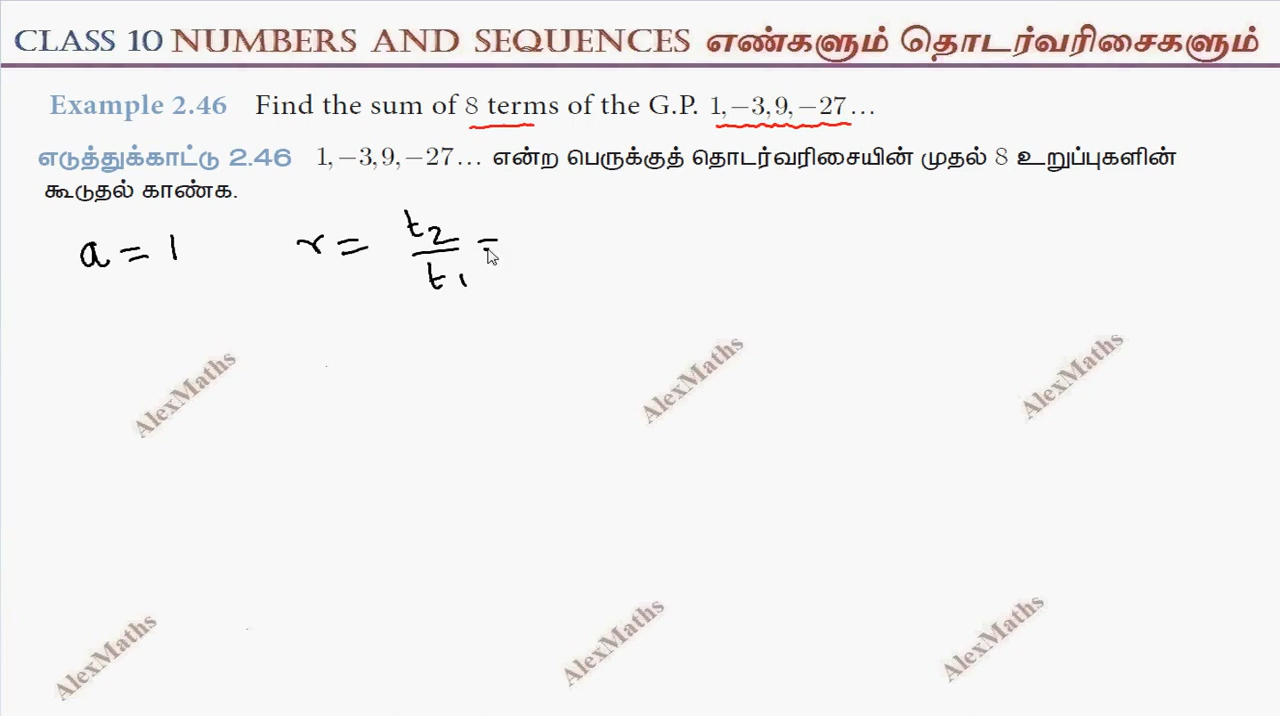 CLASS 10 NUMBERS AND SEQUENCES எண்களும் தொடர்வரிசைகளும்
Example 2.46 Find the sum of 8 terms of the G.P. 1,−3,9,−27…
எடுத்துக்காட்டு 2.46 1,−3,9,−27… என்ற பெருக்குத் தொடர்வரிசையின் முதல் 8 உறுப்புகளின்
கூடுதல் காண்க.
a = 1 r = t₂/t₁ =
AlexMaths AlexMaths AlexMaths
AlexMaths AlexMaths AlexMaths